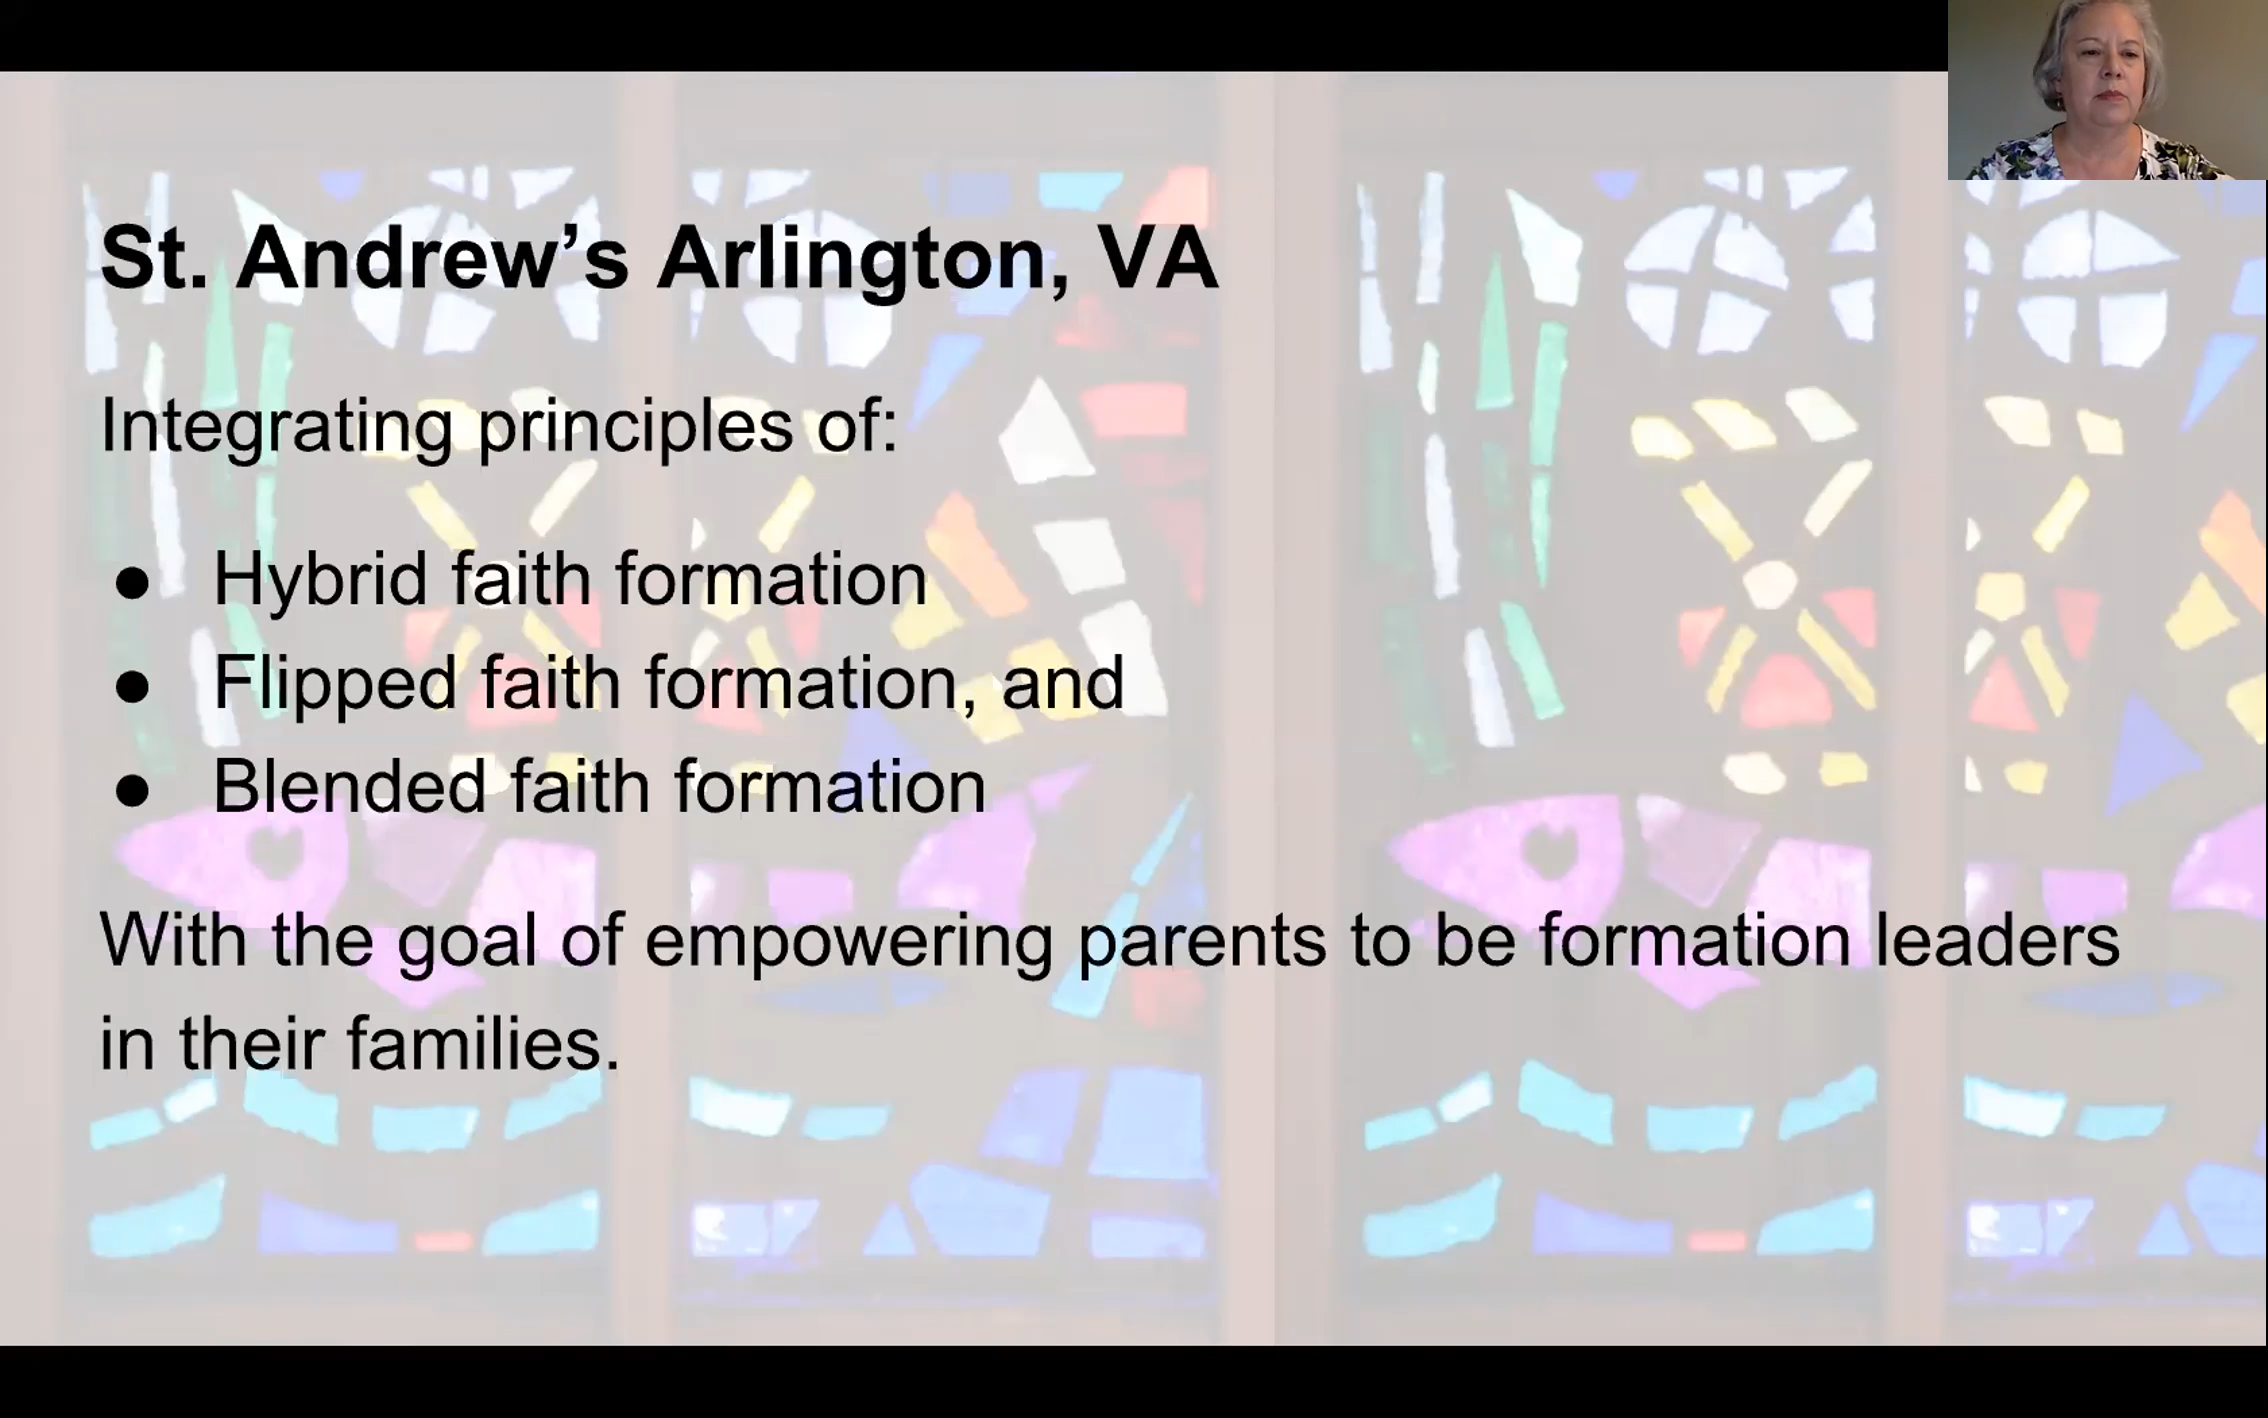 St. Andrew’s Arlington, VA
Integrating principles of:
● Hybrid faith formation
● Flipped faith formation, and
● Blended faith formation
With the goal of empowering parents to be formation leaders
in their families.